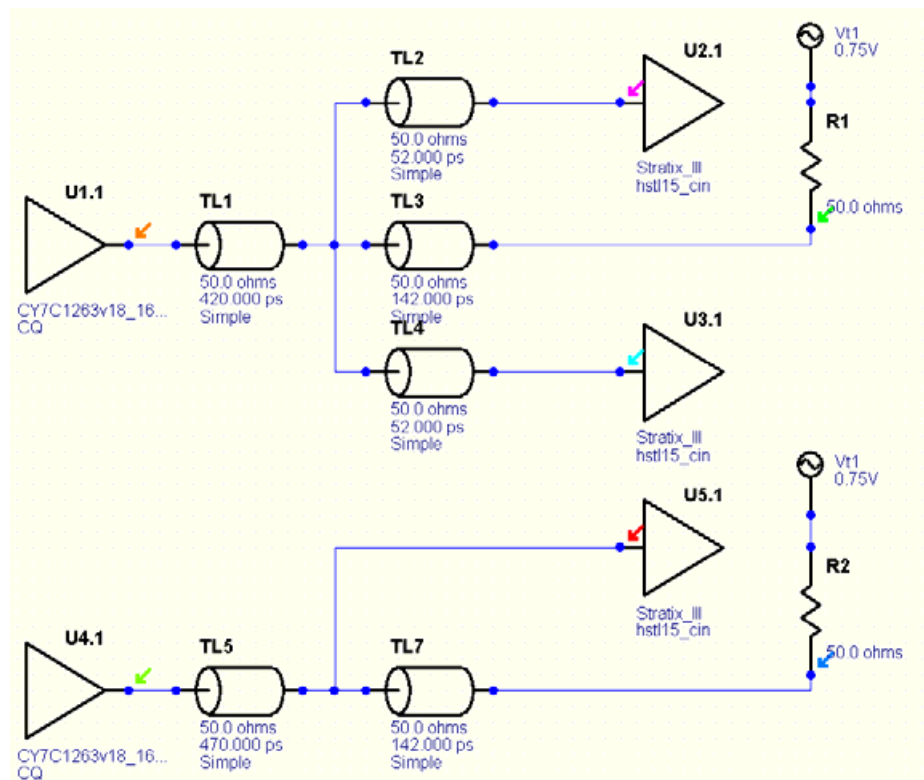 Vt1
0.75V
TL2
U2.1
50.0 ohms
52.000 ps
Simple
Stratix_III
hstl15_cin
R1
50.0 ohms
U1.1
TL1
TL3
CY7C1263v18_16...
CQ
50.0 ohms
420.000 ps
Simple
50.0 ohms
142.000 ps
Simple
TL4
U3.1
50.0 ohms
52.000 ps
Simple
Stratix_III
hstl15_cin
Vt1
0.75V
U5.1
R2
Stratix_III
hstl15_cin
50.0 ohms
U4.1
TL5
TL7
CY7C1263v18_16...
CQ
50.0 ohms
470.000 ps
Simple
50.0 ohms
142.000 ps
Simple